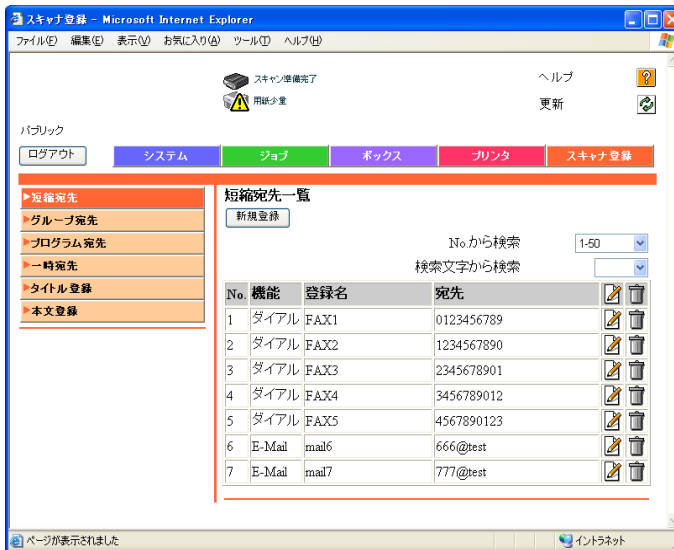 スキャナ登録 - Microsoft Internet Explorer
ファイル(F) 編集(E) 表示(V) お気に入り(A) ツール(T) ヘルプ(H)
スキャン準備完了
ヘルプ
用紙少量
更新
パブリック
ログアウト システム ジョブ ボックス プリンタ スキャナ登録
短縮宛先
グループ宛先
プログラム宛先
一時宛先
タイトル登録
本文登録
短縮宛先一覧
新規登録
No.から検索 1-50
検索文字から検索
No. 機能 登録名 宛先
1 ダイアル FAX1 0123456789
2 ダイアル FAX2 1234567890
3 ダイアル FAX3 2345678901
4 ダイアル FAX4 3456789012
5 ダイアル FAX5 4567890123
6 E-Mail mail6 666@test
7 E-Mail mail7 777@test
ページが表示されました
イントラネット